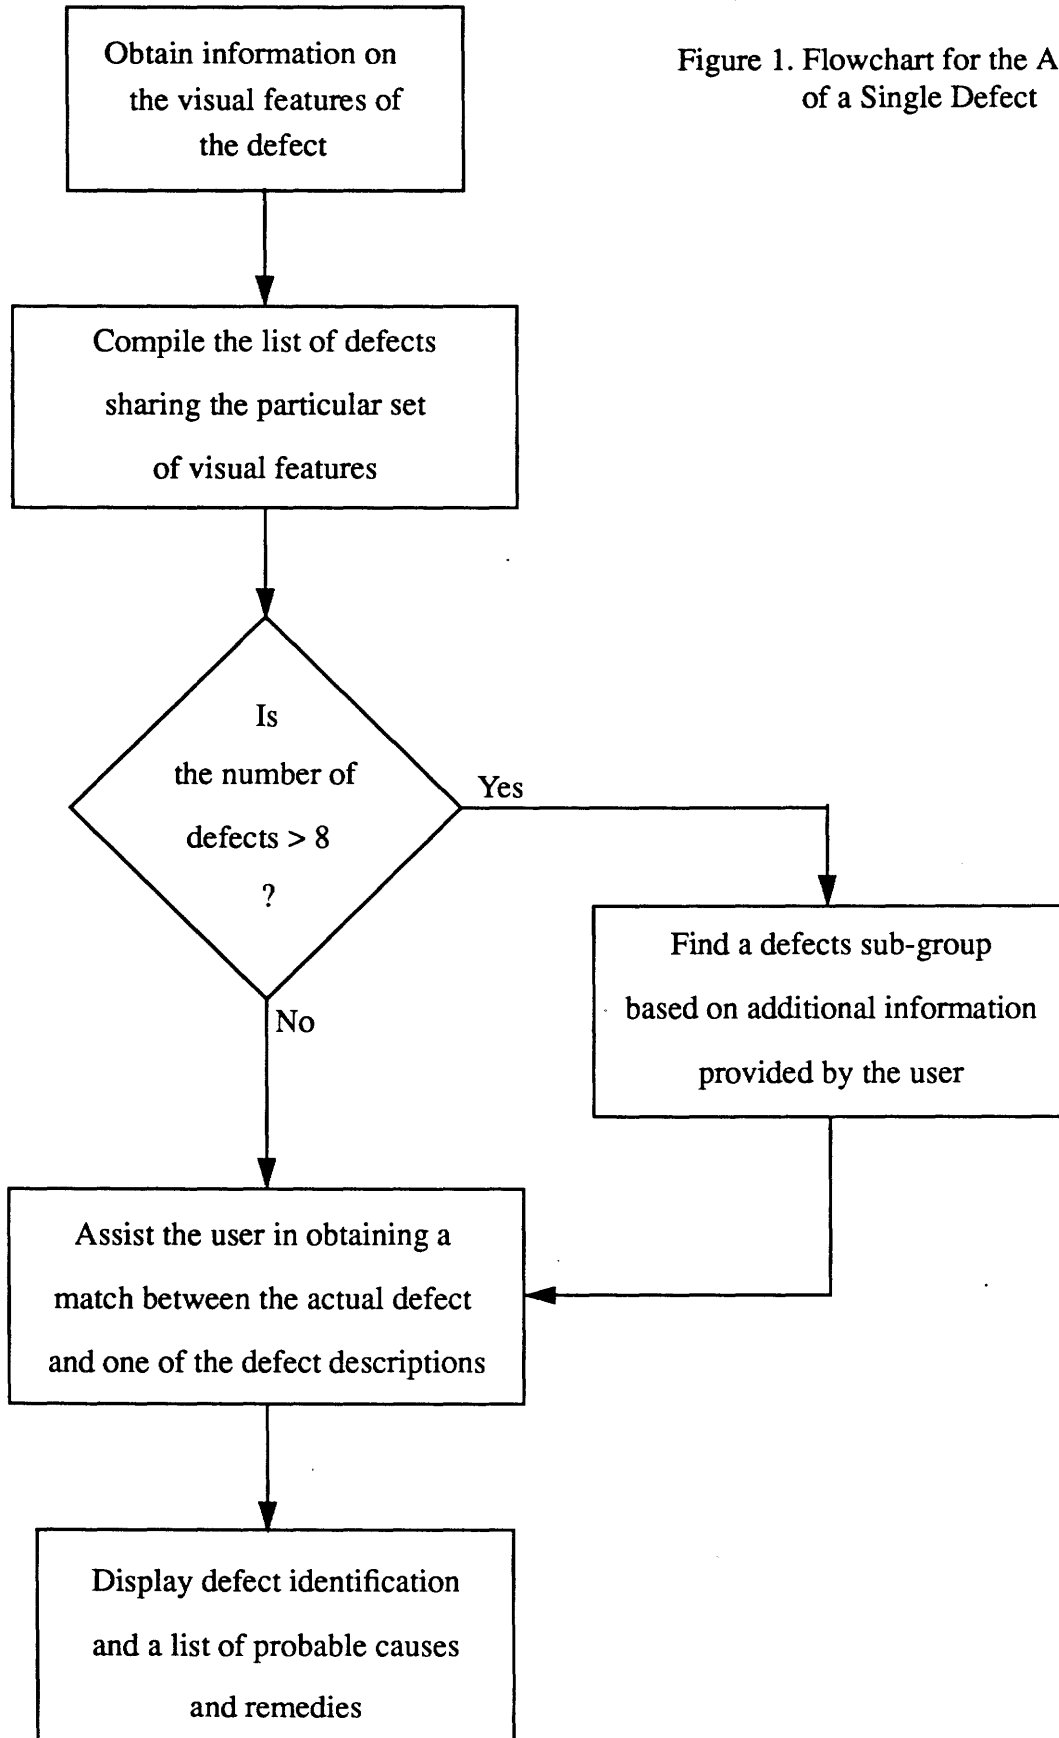 Obtain information on
the visual features of
the defect
Figure 1. Flowchart for the A
of a Single Defect
Compile the list of defects
sharing the particular set
of visual features
Is
the number of
defects > 8
?
Yes
No
Find a defects sub-group
based on additional information
provided by the user
Assist the user in obtaining a
match between the actual defect
and one of the defect descriptions
Display defect identification
and a list of probable causes
and remedies